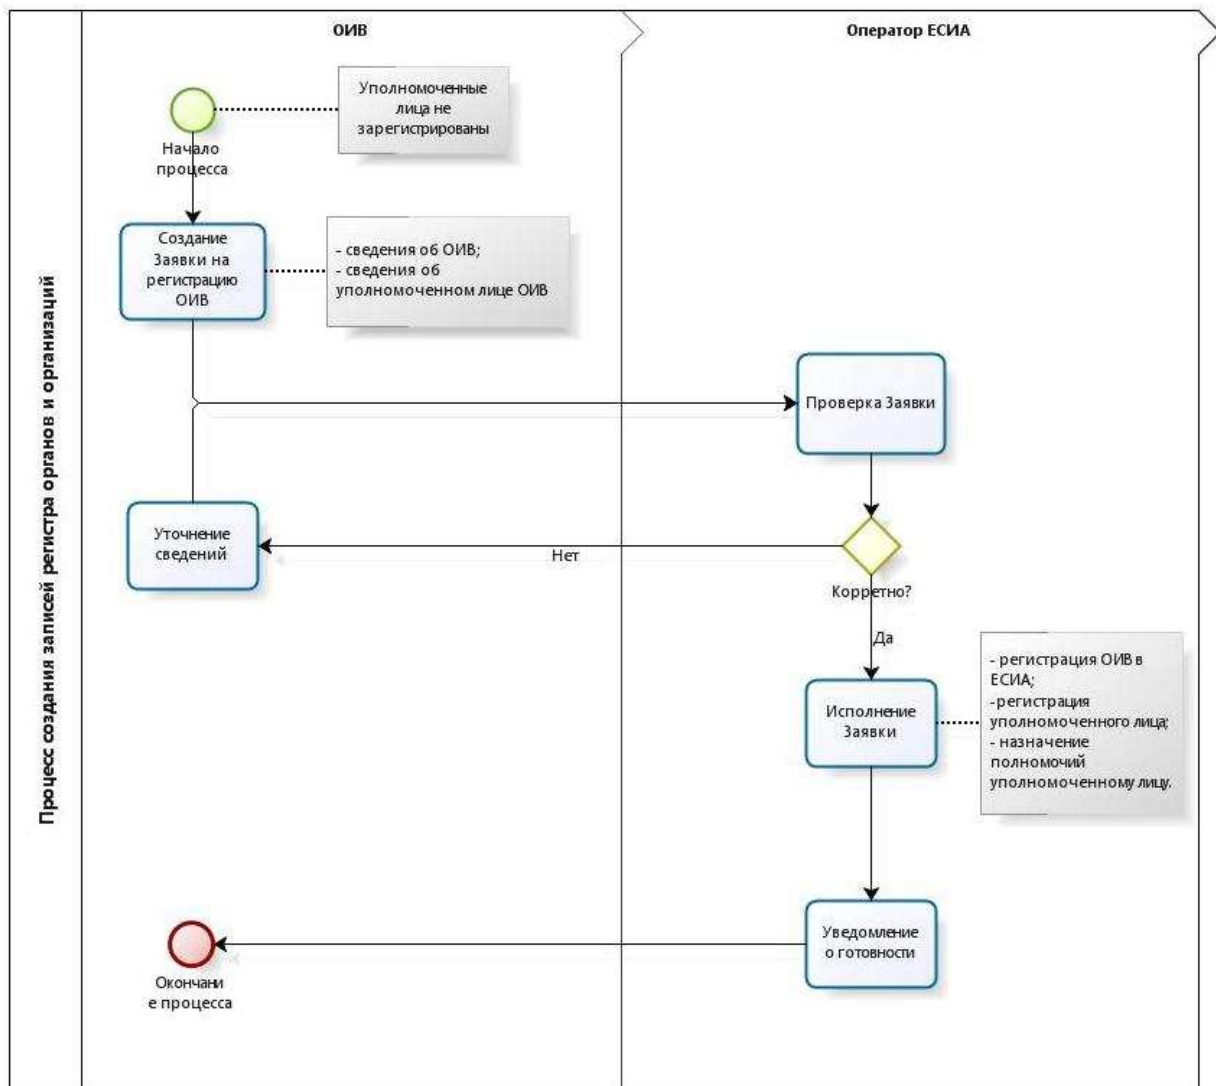 Процесс создания записей регистра органов и организаций
ОИВ
Оператор ЕСИА
Уполномоченные
лица не
зарегистрированы
Начало
процесса
Создание
Заявки на
регистрацию
ОИВ
- сведения об ОИВ;
- сведения об
уполномоченном лице ОИВ
Проверка Заявки
Уточнение
сведений
Нет
Корретно?
Да
Исполнение
Заявки
- регистрация ОИВ в
ЕСИА;
-регистрация
уполномоченного лица;
- назначение
полномочий
уполномоченному лицу.
Уведомление
о готовности
Окончани
е процесса